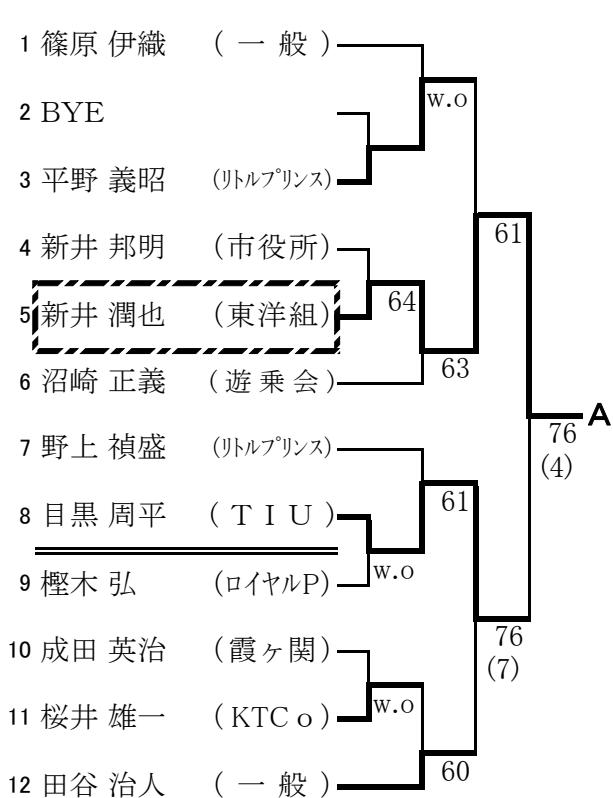 1 篠原 伊織 (一般)
w.o
2 BYE
3 平野 義昭 (リトルプリンス)
61
4 新井 邦明 (市役所)
64
5 新井 潤也 (東洋組)
63
6 沼崎 正義 (遊乗会)
A
76
(4)
7 野上 禎盛 (リトルプリンス)
61
8 目黒 周平 (TIU)
w.o
9 樫木 弘 (ロイヤルP)
76
(7)
10 成田 英治 (霞ヶ関)
w.o
11 桜井 雄一 (KTCo)
60
12 田谷 治人 (一般)